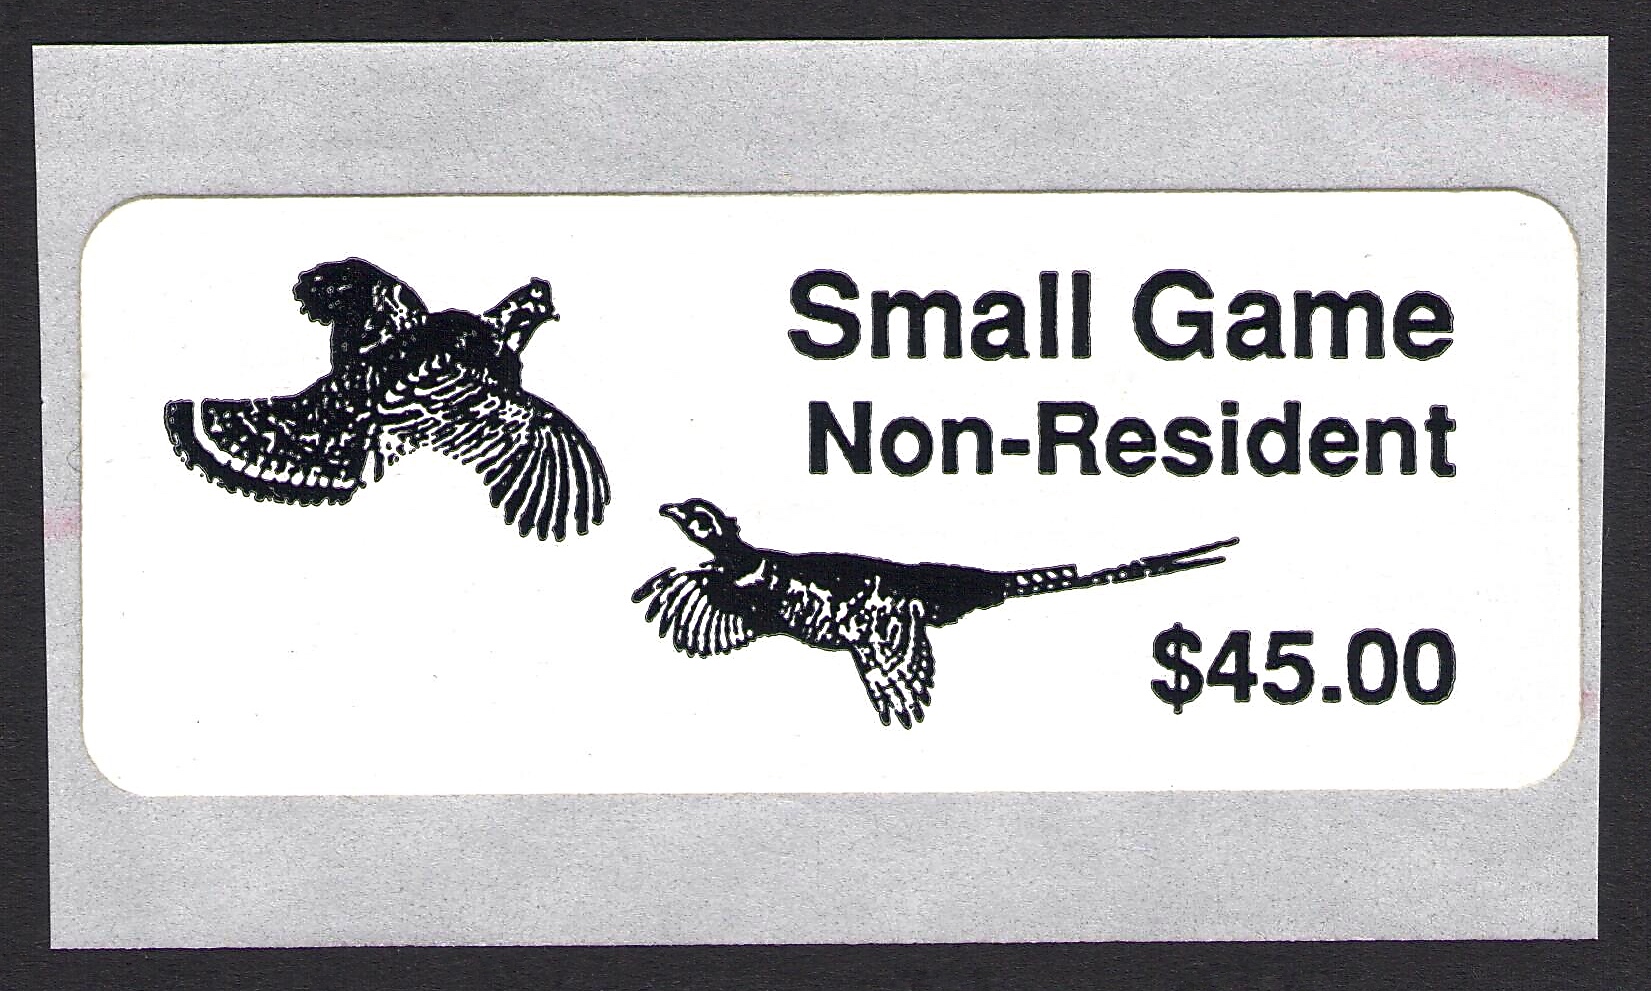 Small Game
Non-Resident
$45.00